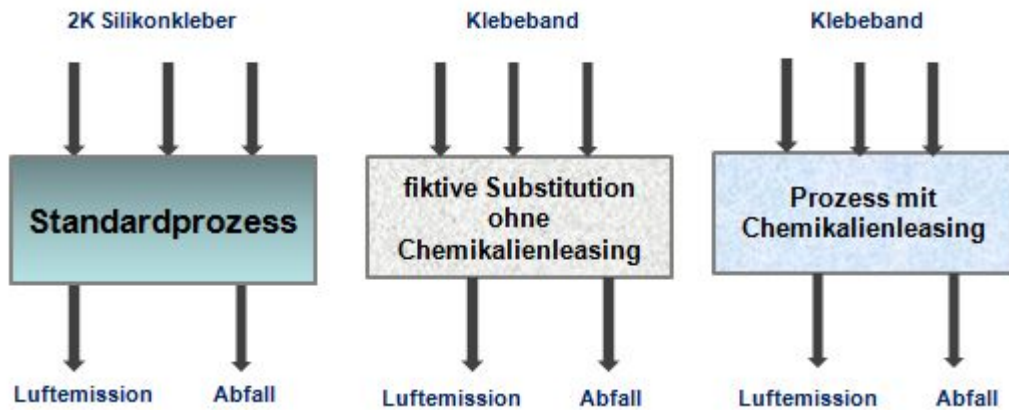 2K Silikonkleber
Klebeband
Klebeband
Standardprozess
fiktive Substitution
ohne
Chemikalienleasing
Prozess mit
Chemikalienleasing
Luftemission
Abfall
Luftemission
Abfall
Luftemission
Abfall